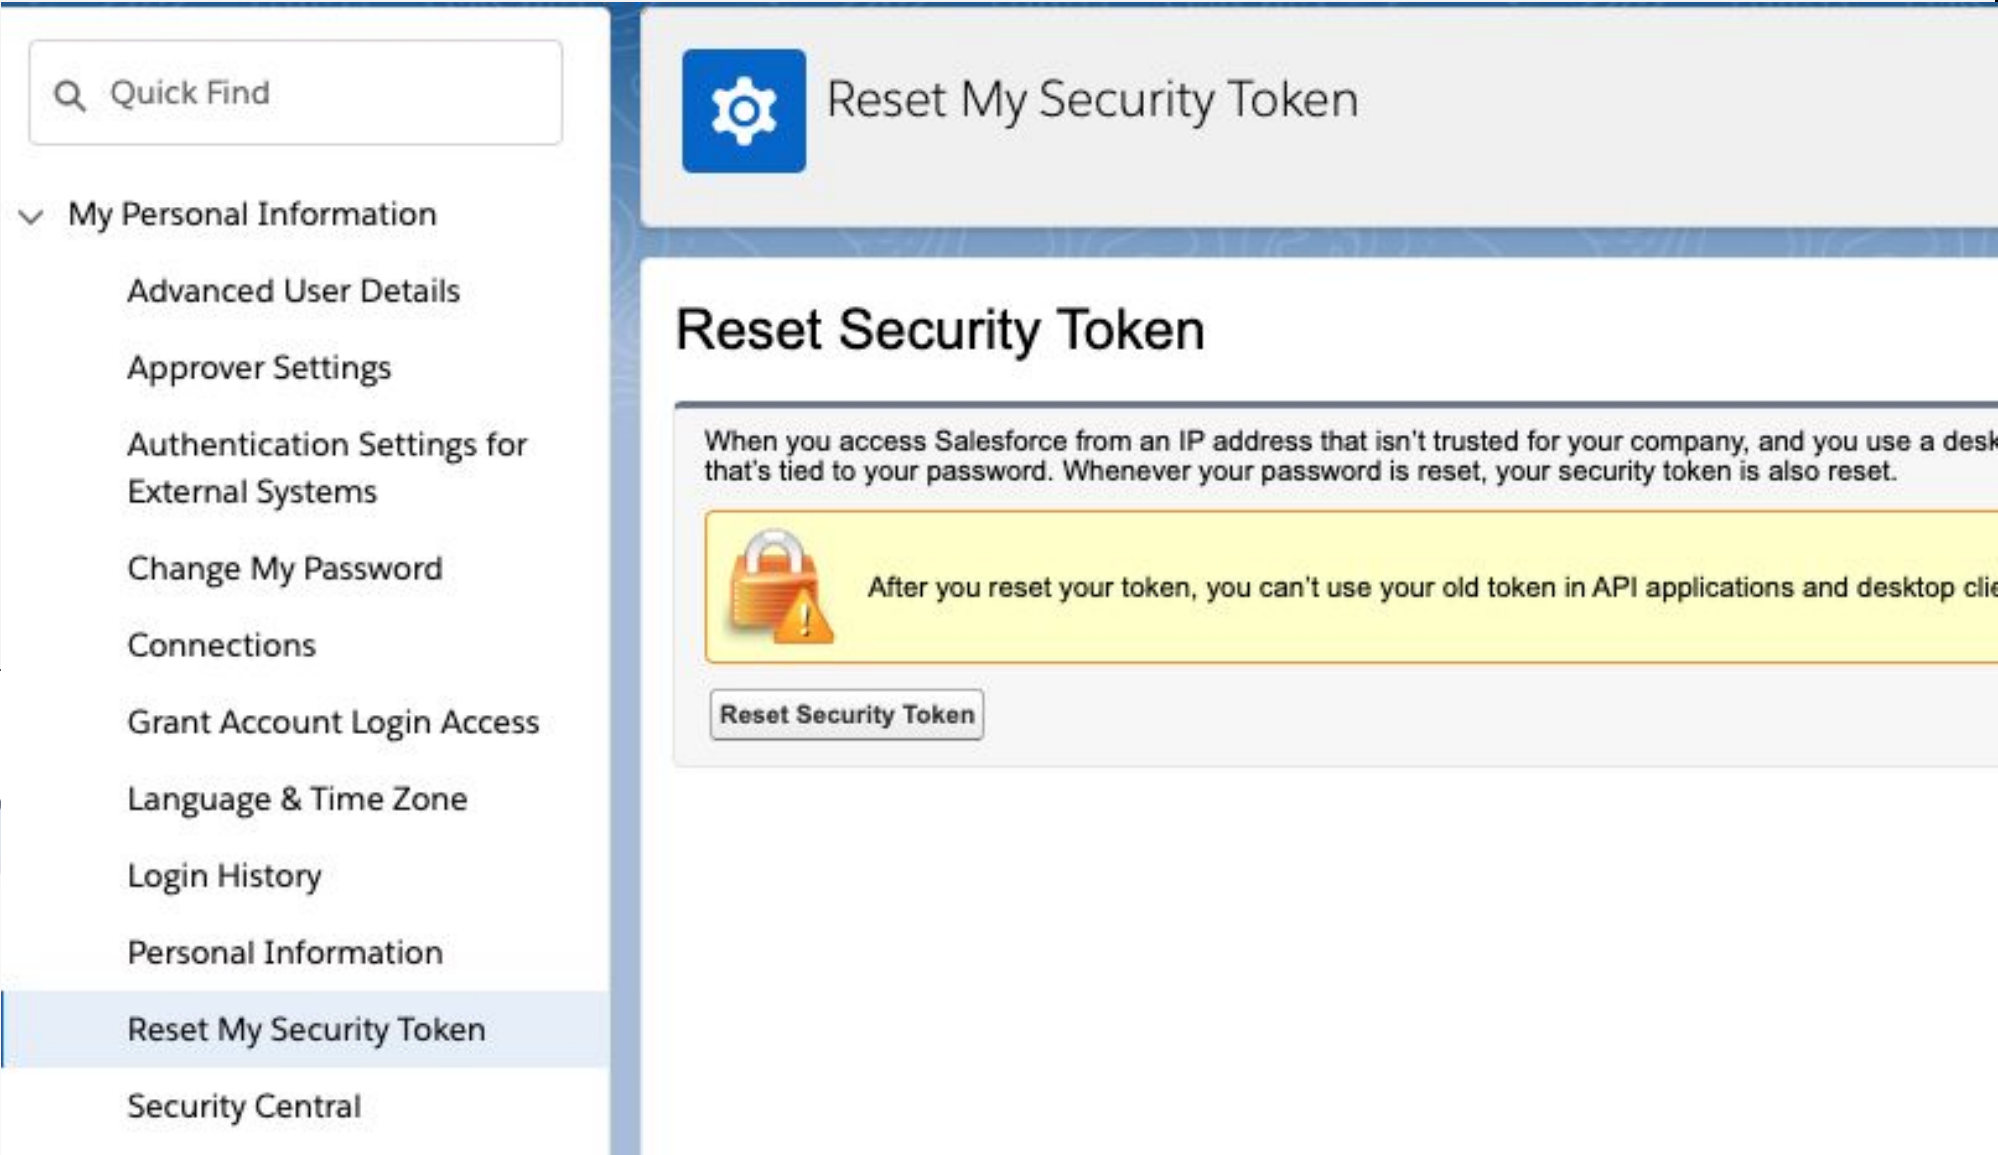 Quick Find
My Personal Information
Advanced User Details
Approver Settings
Authentication Settings for
External Systems
Change My Password
Connections
Grant Account Login Access
Language & Time Zone
Login History
Personal Information
Reset My Security Token
Security Central
Reset My Security Token
Reset Security Token
When you access Salesforce from an IP address that isn't trusted for your company, and you use a desk
that's tied to your password. Whenever your password is reset, your security token is also reset.
After you reset your token, you can't use your old token in API applications and desktop clie
Reset Security Token